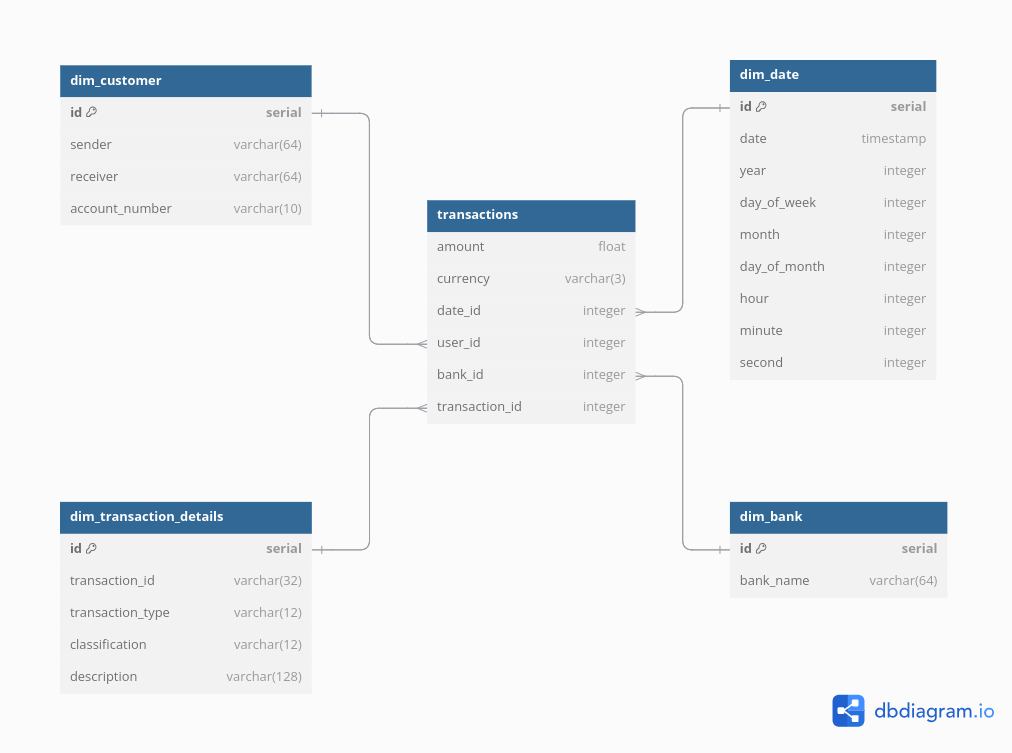 dim_customer
id serial
sender varchar(64)
receiver varchar(64)
account_number varchar(10)
dim_date
id serial
date timestamp
year integer
day_of_week integer
month integer
day_of_month integer
hour integer
minute integer
second integer
transactions
amount float
currency varchar(3)
date_id integer
user_id integer
bank_id integer
transaction_id integer
dim_transaction_details
id serial
transaction_id varchar(32)
transaction_type varchar(12)
classification varchar(12)
description varchar(128)
dim_bank
id serial
bank_name varchar(64)
dbdiagram.io